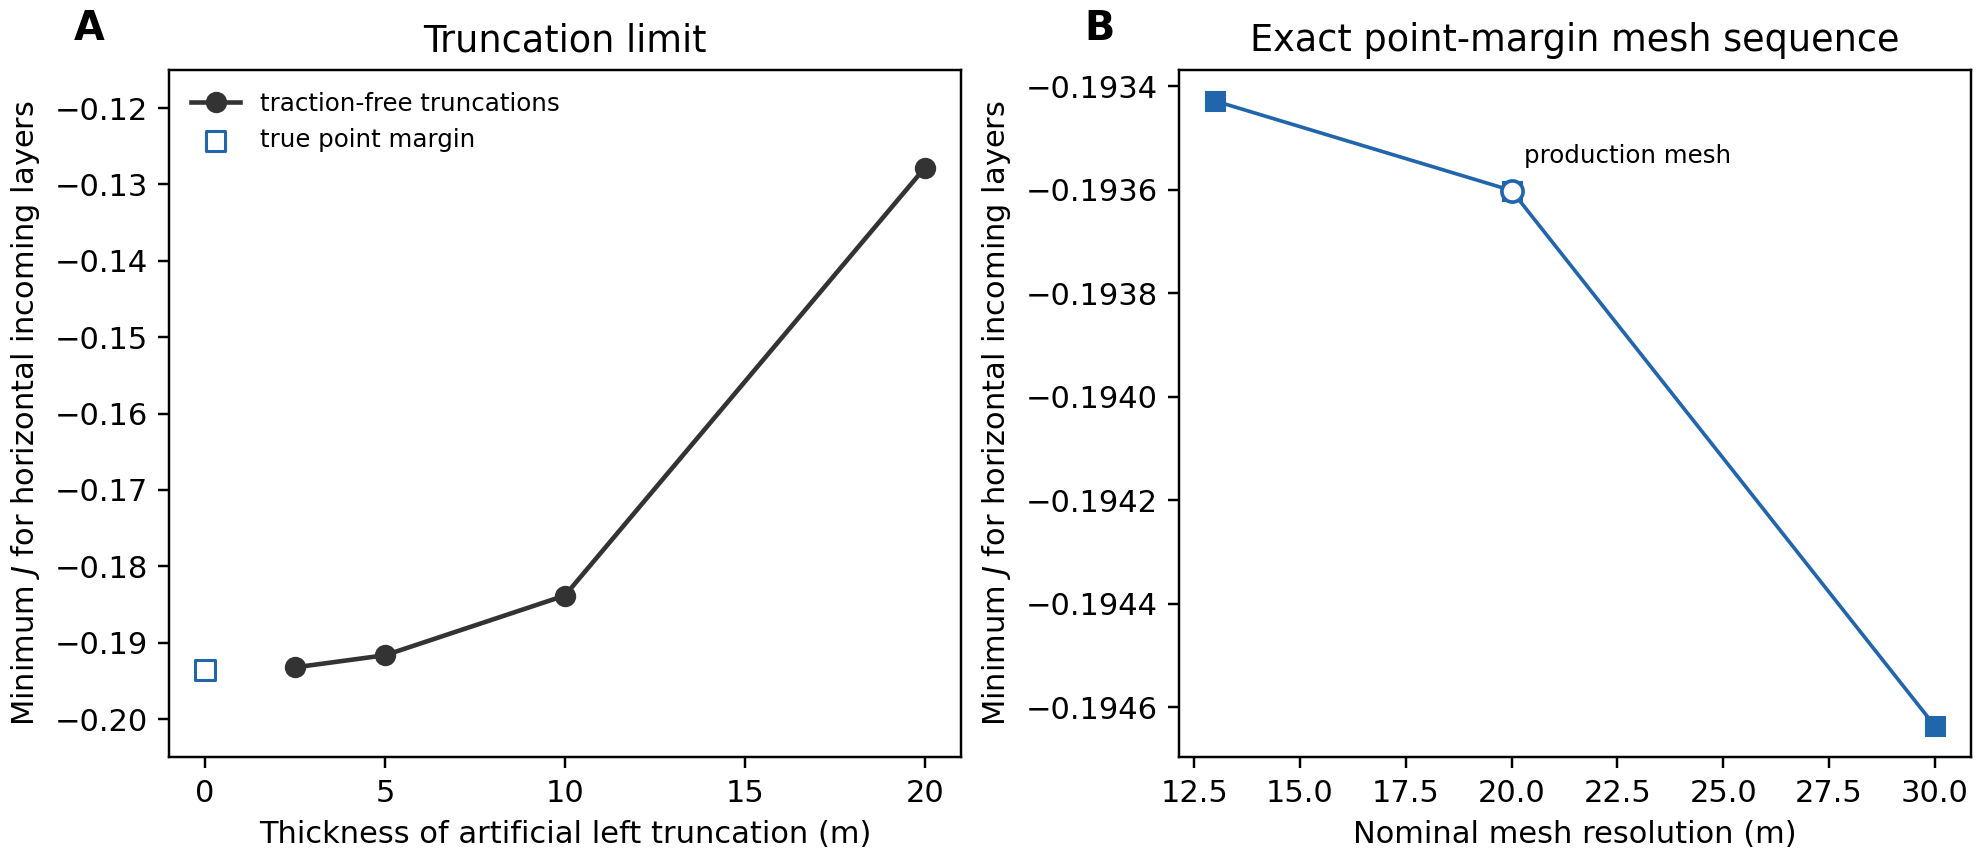 A
Truncation limit
traction-free truncations
true point margin
−0.12
−0.13
−0.14
−0.15
−0.16
−0.17
−0.18
−0.19
−0.20
Minimum J for horizontal incoming layers
0
5
10
15
20
Thickness of artificial left truncation (m)
B
Exact point-margin mesh sequence
production mesh
−0.1934
−0.1936
−0.1938
−0.1940
−0.1942
−0.1944
−0.1946
Minimum J for horizontal incoming layers
12.5
15.0
17.5
20.0
22.5
25.0
27.5
30.0
Nominal mesh resolution (m)